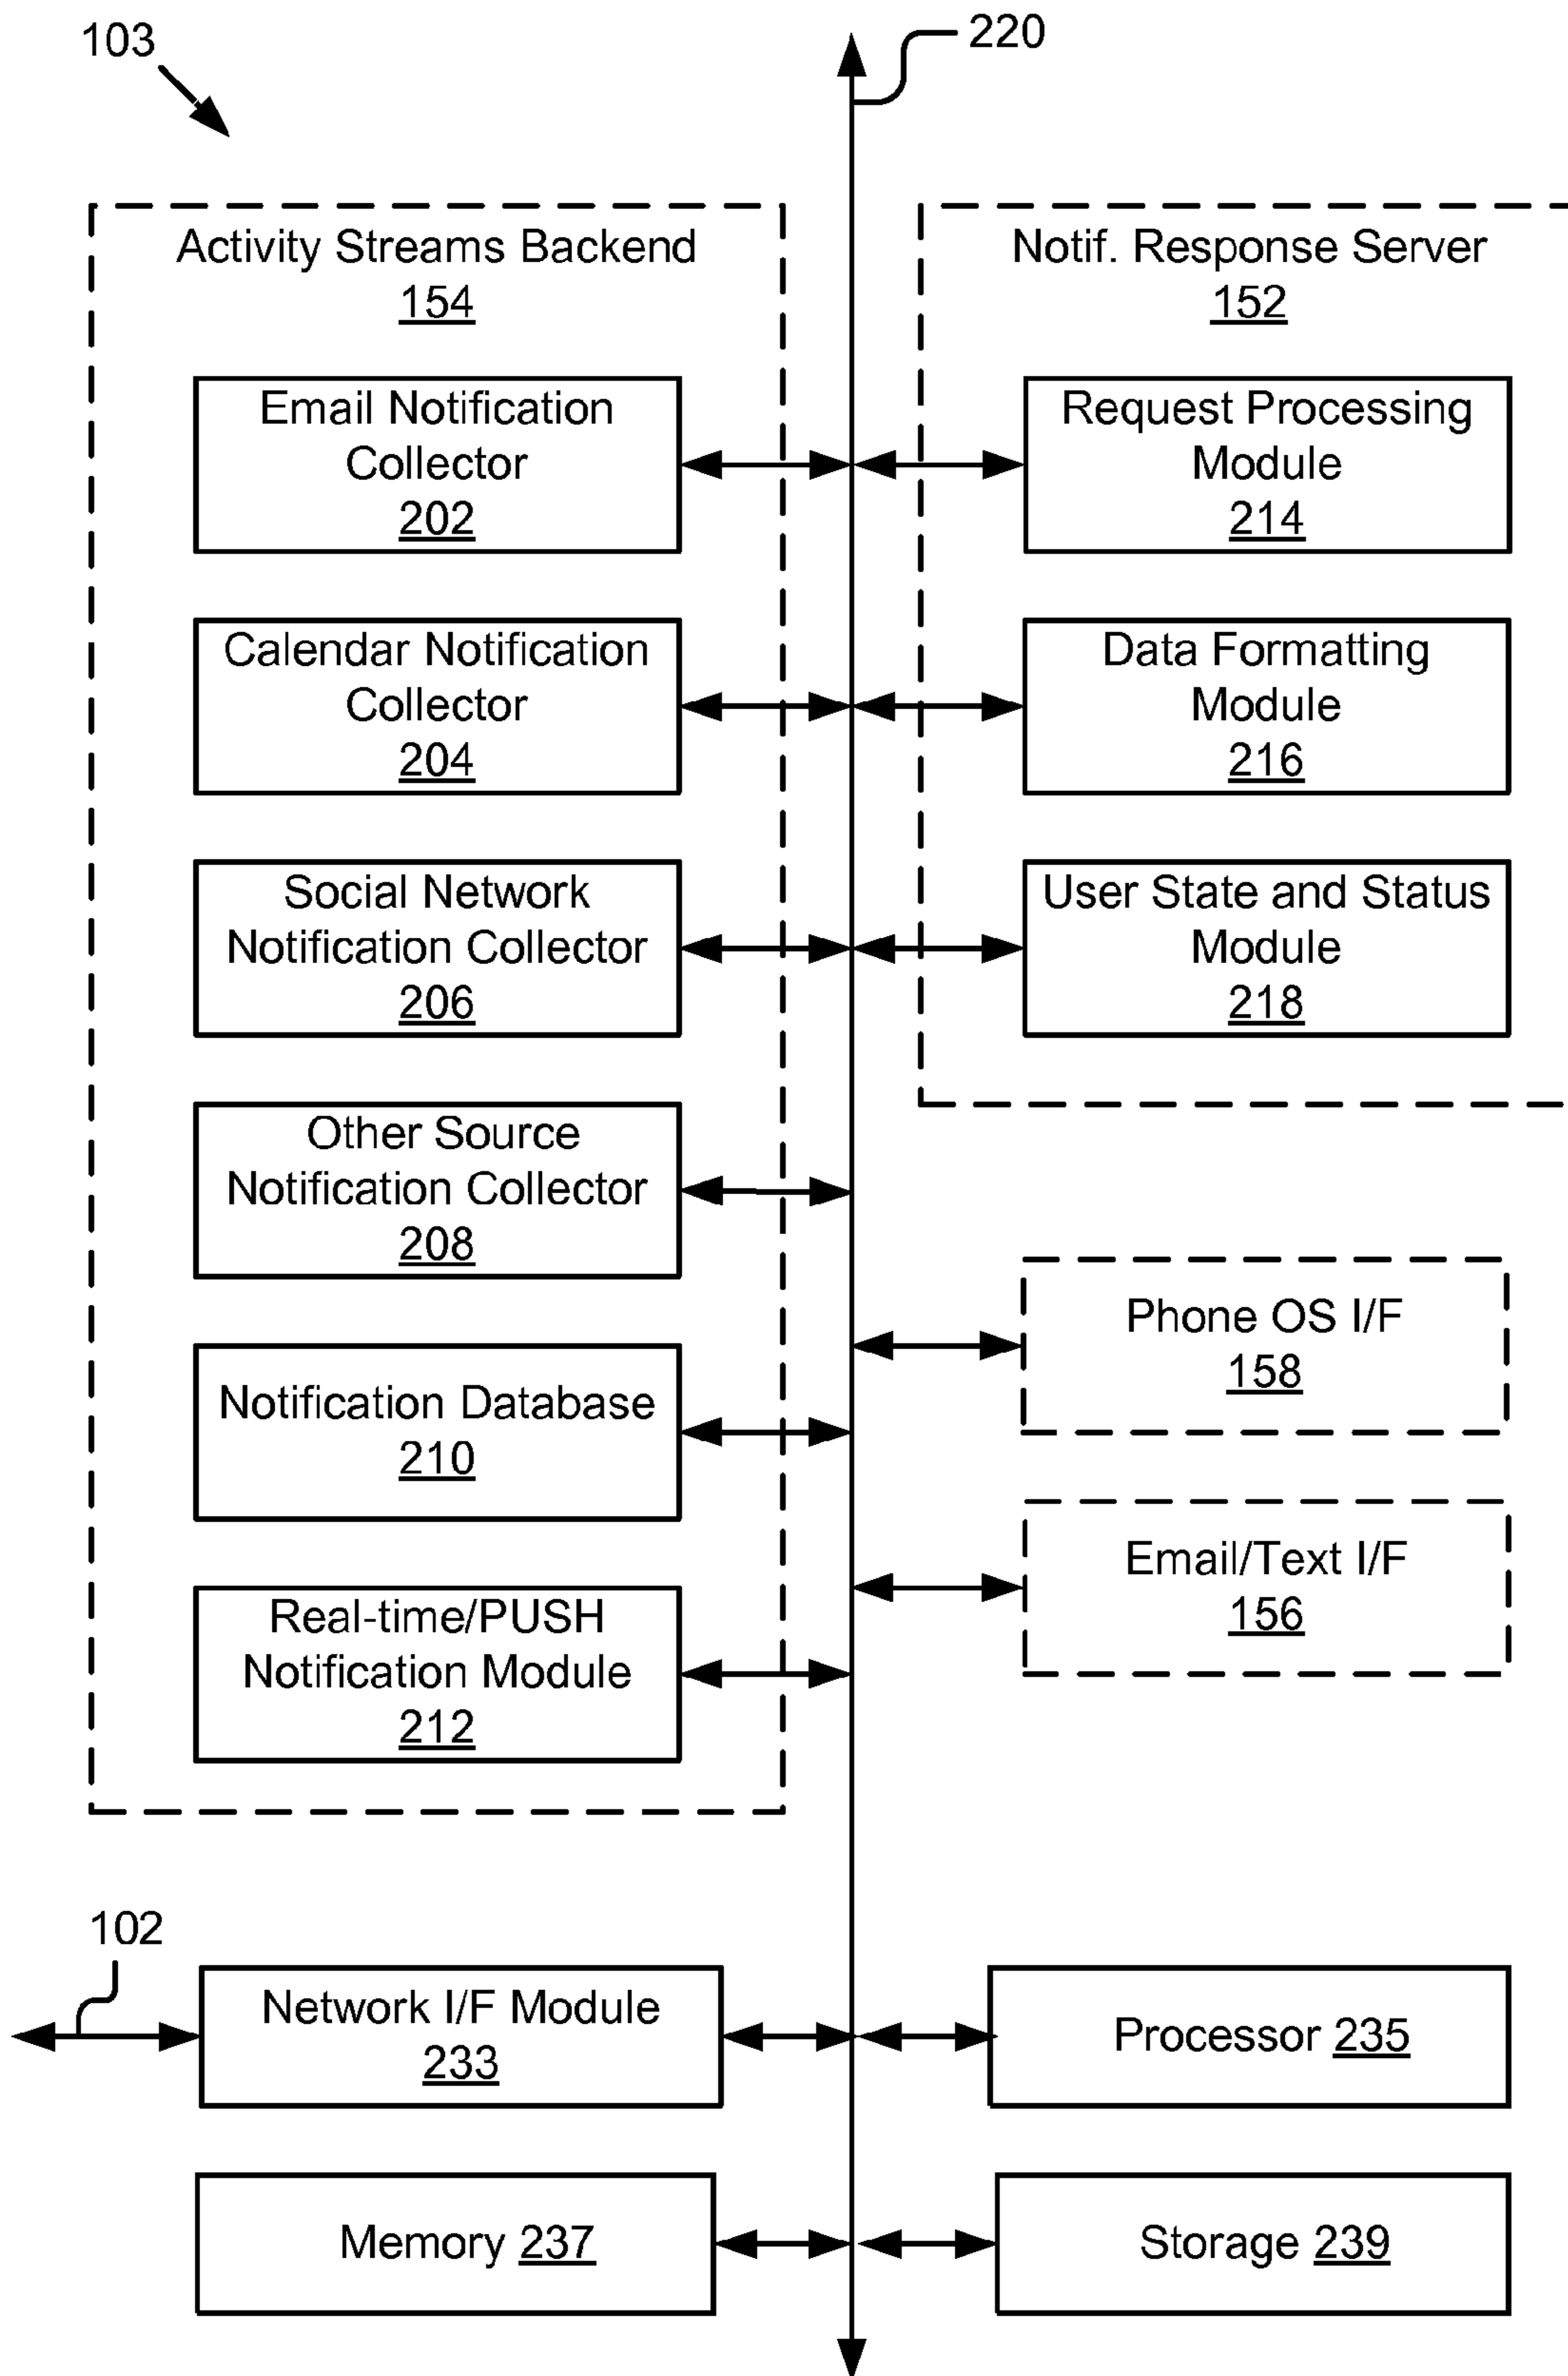 103
220
Activity Streams Backend
154
Email Notification
Collector
202
Calendar Notification
Collector
204
Social Network
Notification Collector
206
Other Source
Notification Collector
208
Notification Database
210
Real-time/PUSH
Notification Module
212
Notif. Response Server
152
Request Processing
Module
214
Data Formatting
Module
216
User State and Status
Module
218
Phone OS I/F
158
Email/Text I/F
156
102
Network I/F Module
233
Processor 235
Memory 237
Storage 239